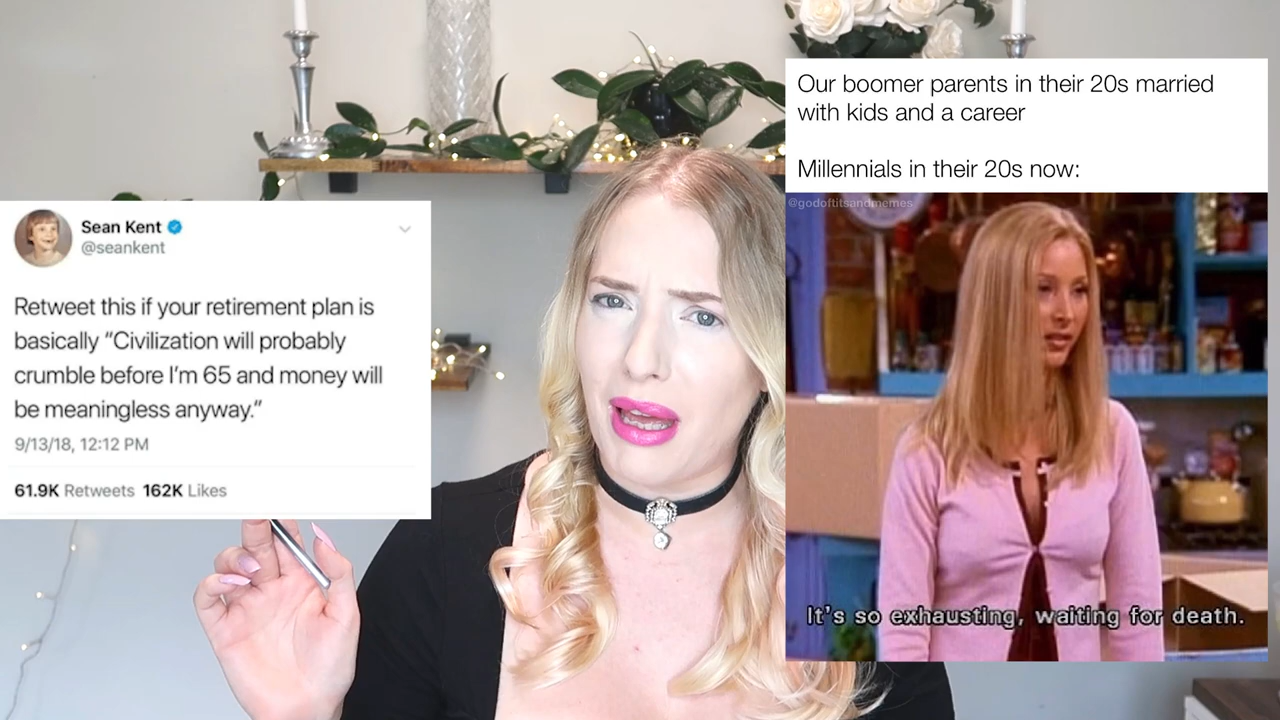 Sean Kent
@seankent
Retweet this if your retirement plan is
basically “Civilization will probably
crumble before I’m 65 and money will
be meaningless anyway.”
9/13/18, 12:12 PM
61.9K Retweets 162K Likes
Our boomer parents in their 20s married
with kids and a career
Millennials in their 20s now:
@godoftitsandmemes
It's so exhausting, waiting for death.